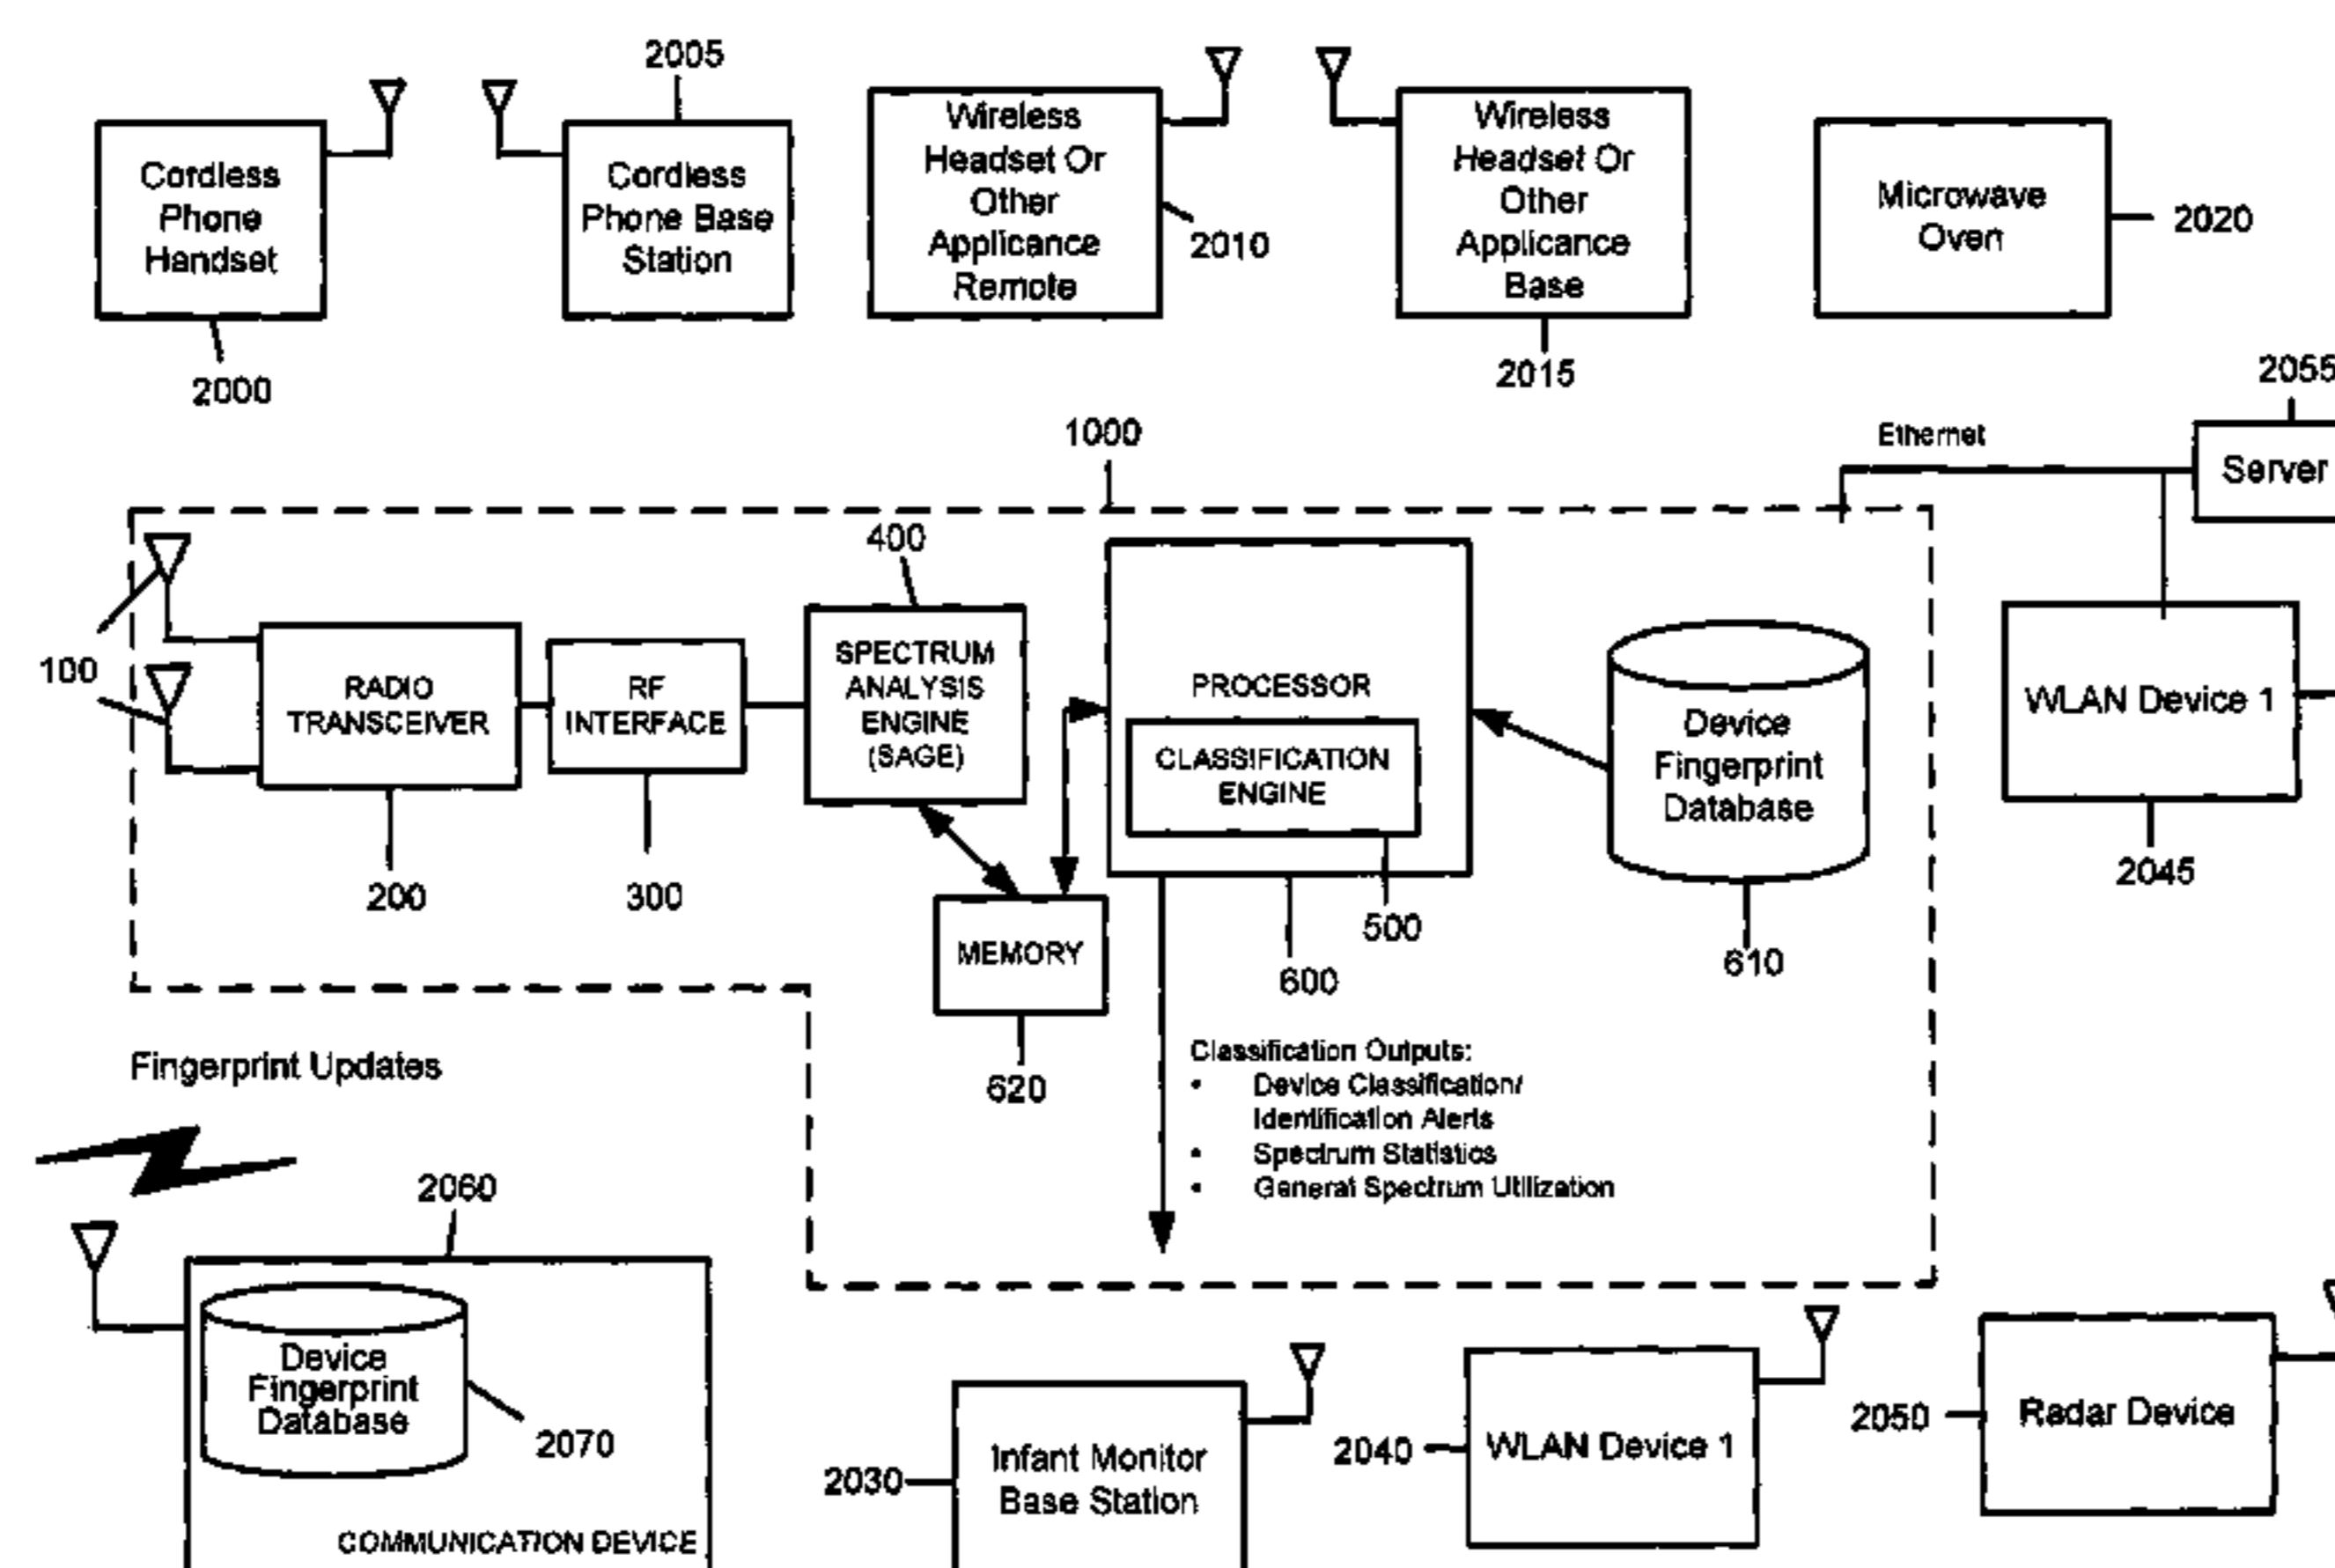 2005
Cordless
Phone
Handset
2000
Cordless
Phone Base
Station
Wireless
Headset Or
Other
Applicance
Remote
2010
Wireless
Headset Or
Other
Applicance
Base
2015
Microwave
Oven
2020
2055
Ethernet
Server
1000
400
100
RADIO
TRANSCEIVER
200
RF
INTERFACE
300
SPECTRUM
ANALYSIS
ENGINE
(SAGE)
PROCESSOR
CLASSIFICATION
ENGINE
500
600
Device
Fingerprint
Database
610
WLAN Device 1
2045
MEMORY
620
Classification Outputs:
• Device Classification/
Identification Alerts
• Spectrum Statistics
• General Spectrum Utilization
Fingerprint Updates
2060
Device
Fingerprint
Database
2070
COMMUNICATION DEVICE
2030
Infant Monitor
Base Station
2040
WLAN Device 1
2050
Radar Device